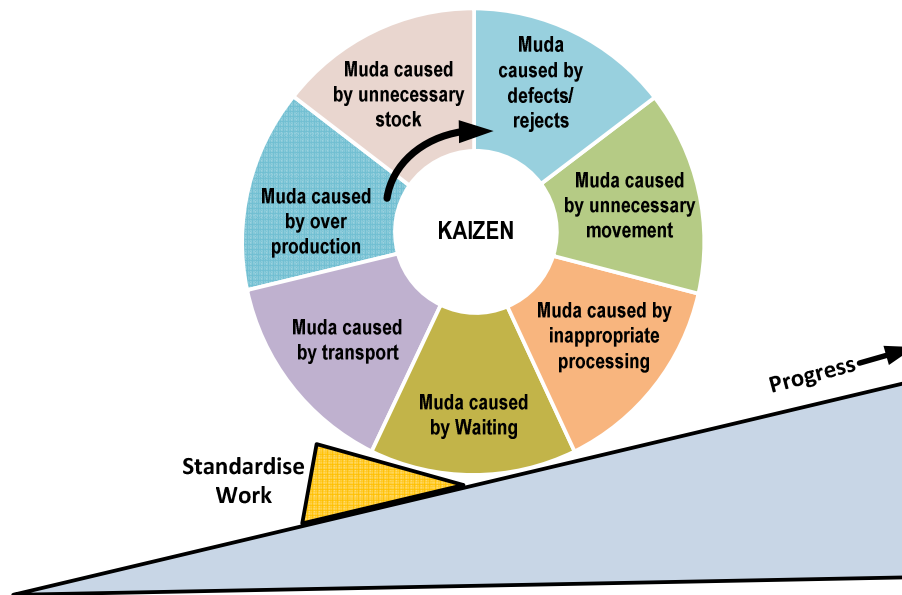 Muda
caused by
defects/
rejects
Muda caused
by unnecessary
movement
Muda caused by
inappropriate
processing
Muda caused
by Waiting
Muda caused
by transport
Muda caused
by over
production
Muda caused
by unnecessary
stock
KAIZEN
Progress
Standardise
Work